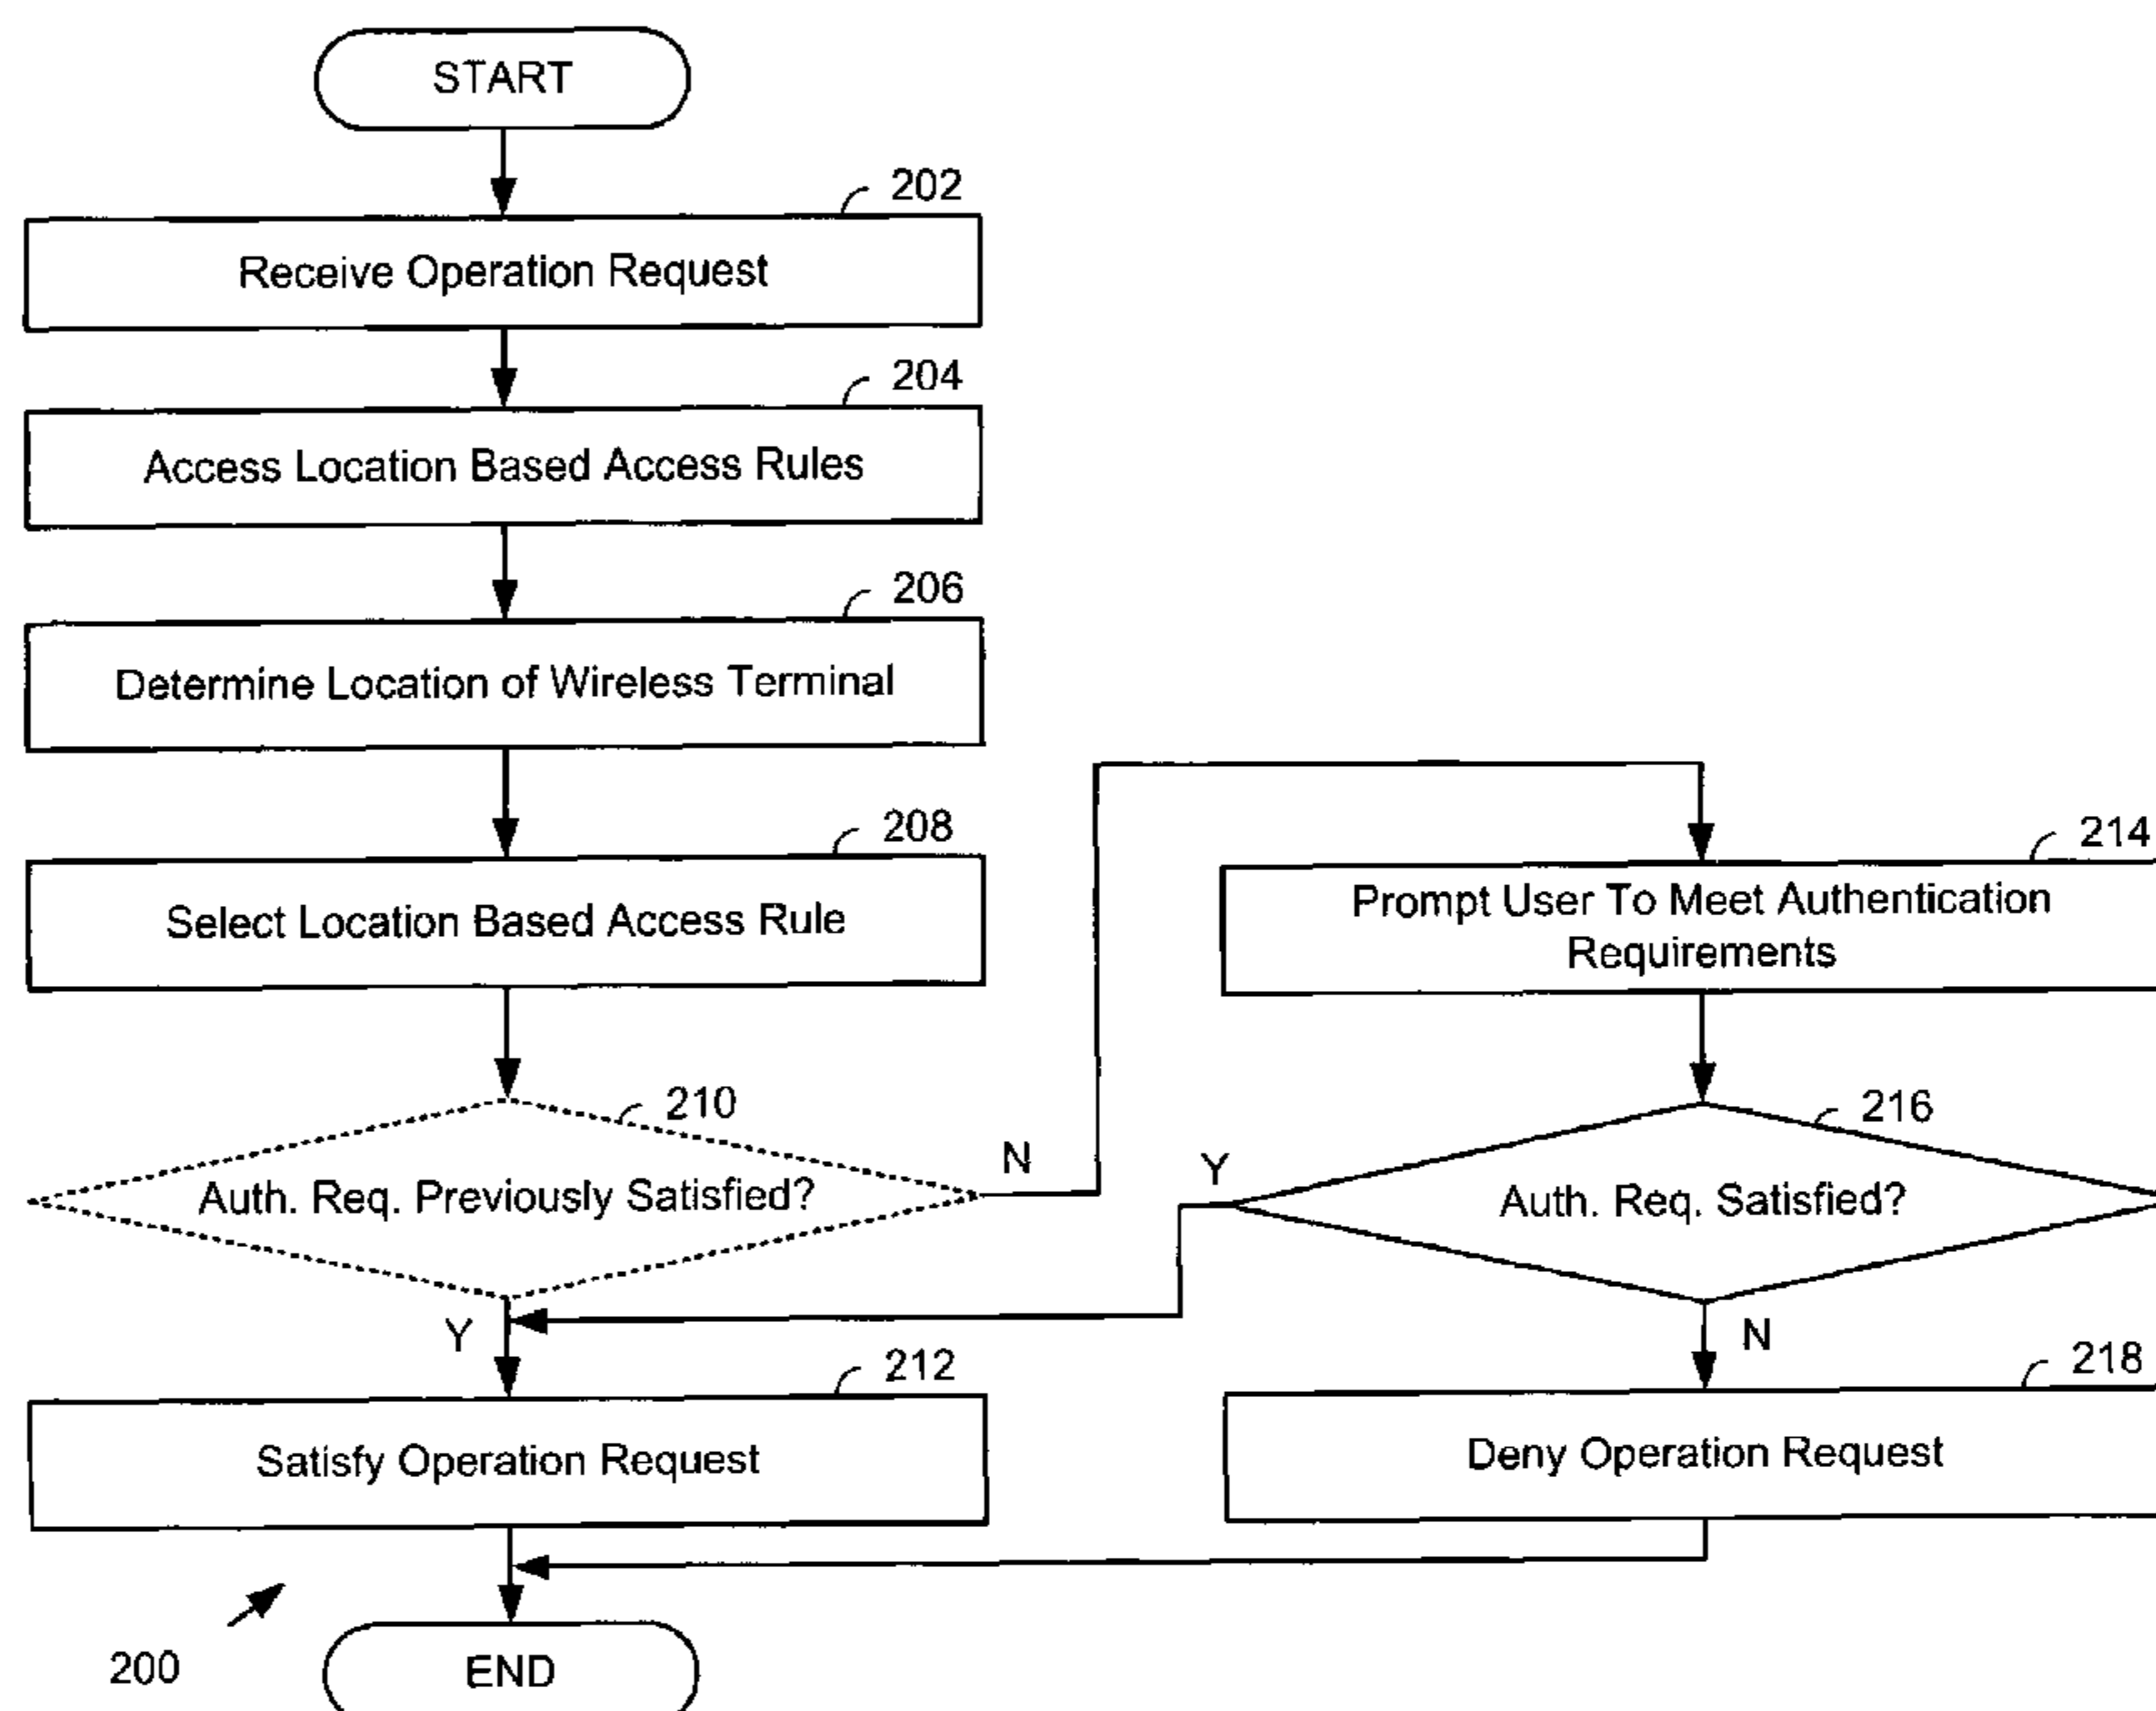 START
202
Receive Operation Request
204
Access Location Based Access Rules
206
Determine Location of Wireless Terminal
208
Select Location Based Access Rule
210
Auth. Req. Previously Satisfied?
N
Y
212
Satisfy Operation Request
214
Prompt User To Meet Authentication
Requirements
216
Auth. Req. Satisfied?
Y
N
218
Deny Operation Request
200
END